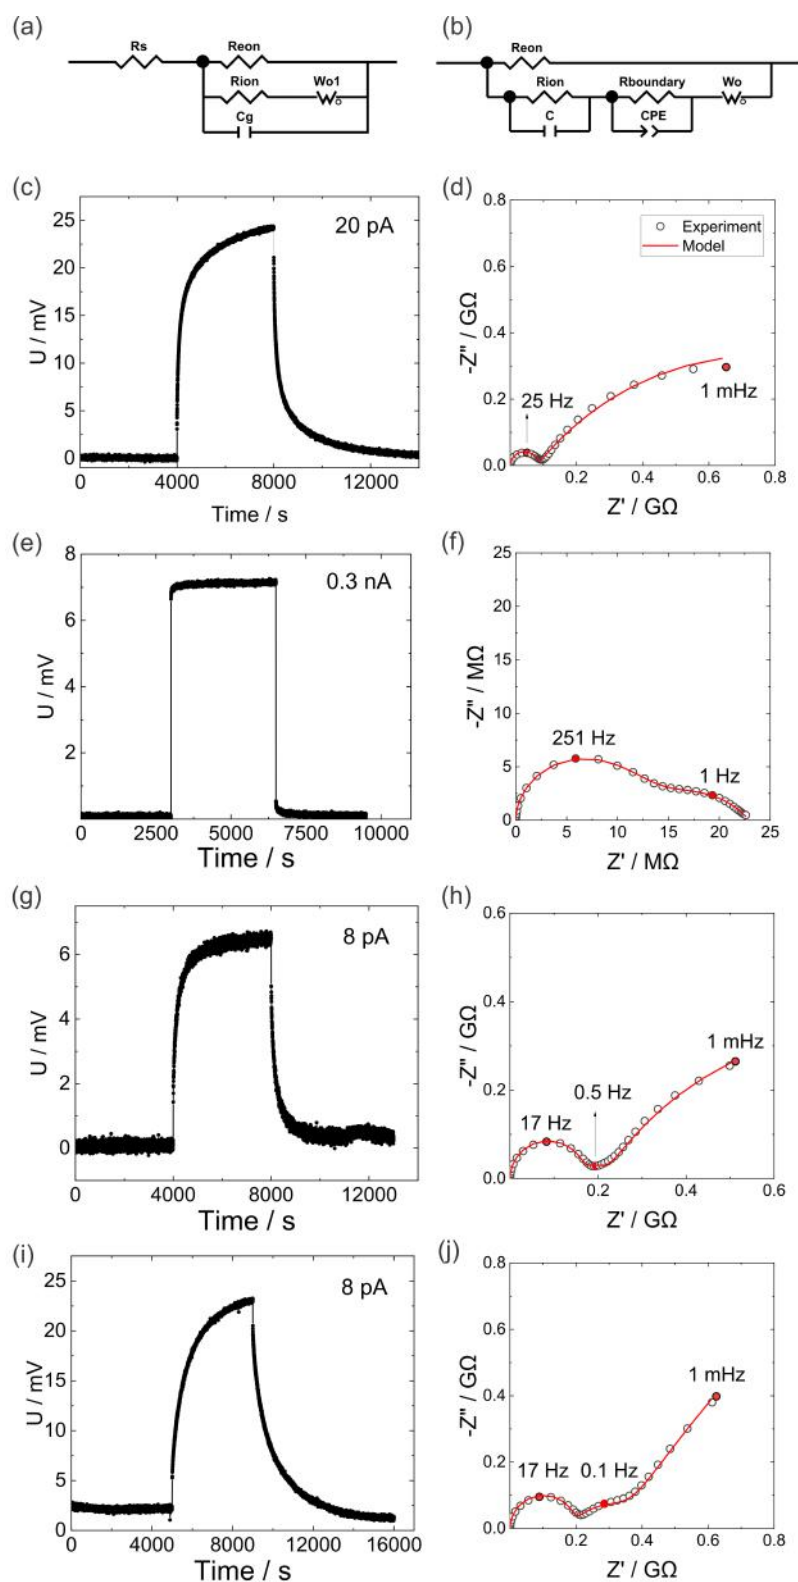 (a)
Rs
Reon
Rion
Wo1
Cg
(b)
Reon
Rion
Rboundary
Wo
C
CPE
(c)
20 pA
25
20
15
10
5
0
0
4000
8000
12000
U / mV
Time / s
(d)
Experiment
Model
25 Hz
1 mHz
0.8
0.6
0.4
0.2
0.0
0.2
0.4
0.6
0.8
-Z" / GΩ
Z' / GΩ
(e)
0.3 nA
8
7
6
4
2
0
2500
5000
7500
10000
U / mV
Time / s
(f)
251 Hz
1 Hz
25
20
15
10
5
0
0
5
10
15
20
25
-Z" / MΩ
Z' / MΩ
(g)
8 pA
6
4
2
0
0
4000
8000
12000
U / mV
Time / s
(h)
17 Hz
0.5 Hz
1 mHz
0.6
0.4
0.2
0.0
0.2
0.4
0.6
-Z" / GΩ
Z' / GΩ
(i)
8 pA
25
20
15
10
5
0
0
4000
8000
12000
16000
U / mV
Time / s
(j)
17 Hz
0.1 Hz
1 mHz
0.8
0.6
0.4
0.2
0.0
0.2
0.4
0.6
0.8
-Z" / GΩ
Z' / GΩ